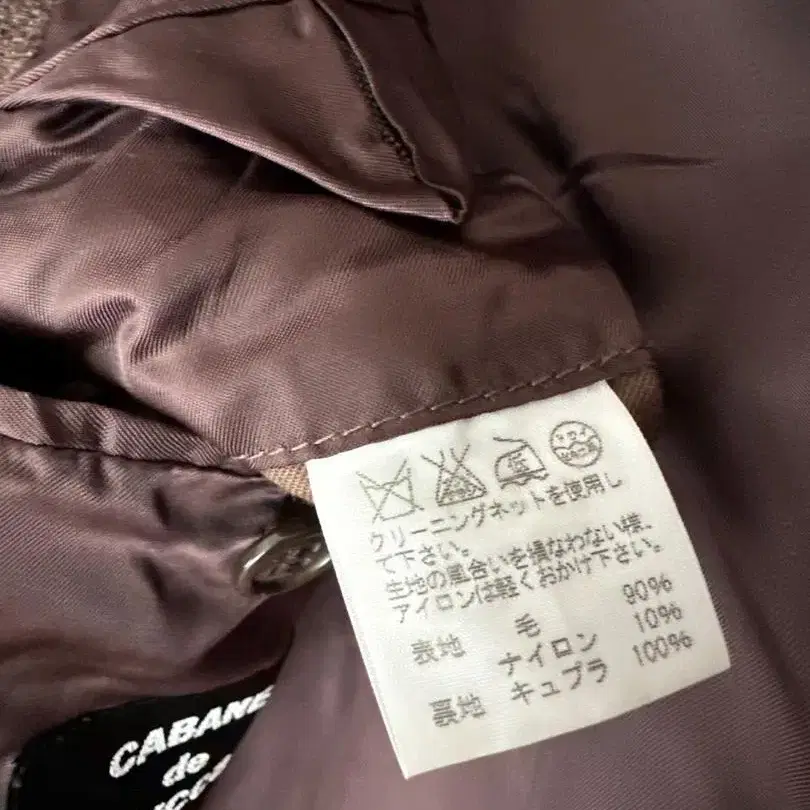 クリーニングネットを使用し
て下さい。
生地の風合いを損なわない様、
アイロンは軽くおかけ下さい。
表地 毛 90%
ナイロン 10%
裏地 キュプラ 100%
CABANE
de